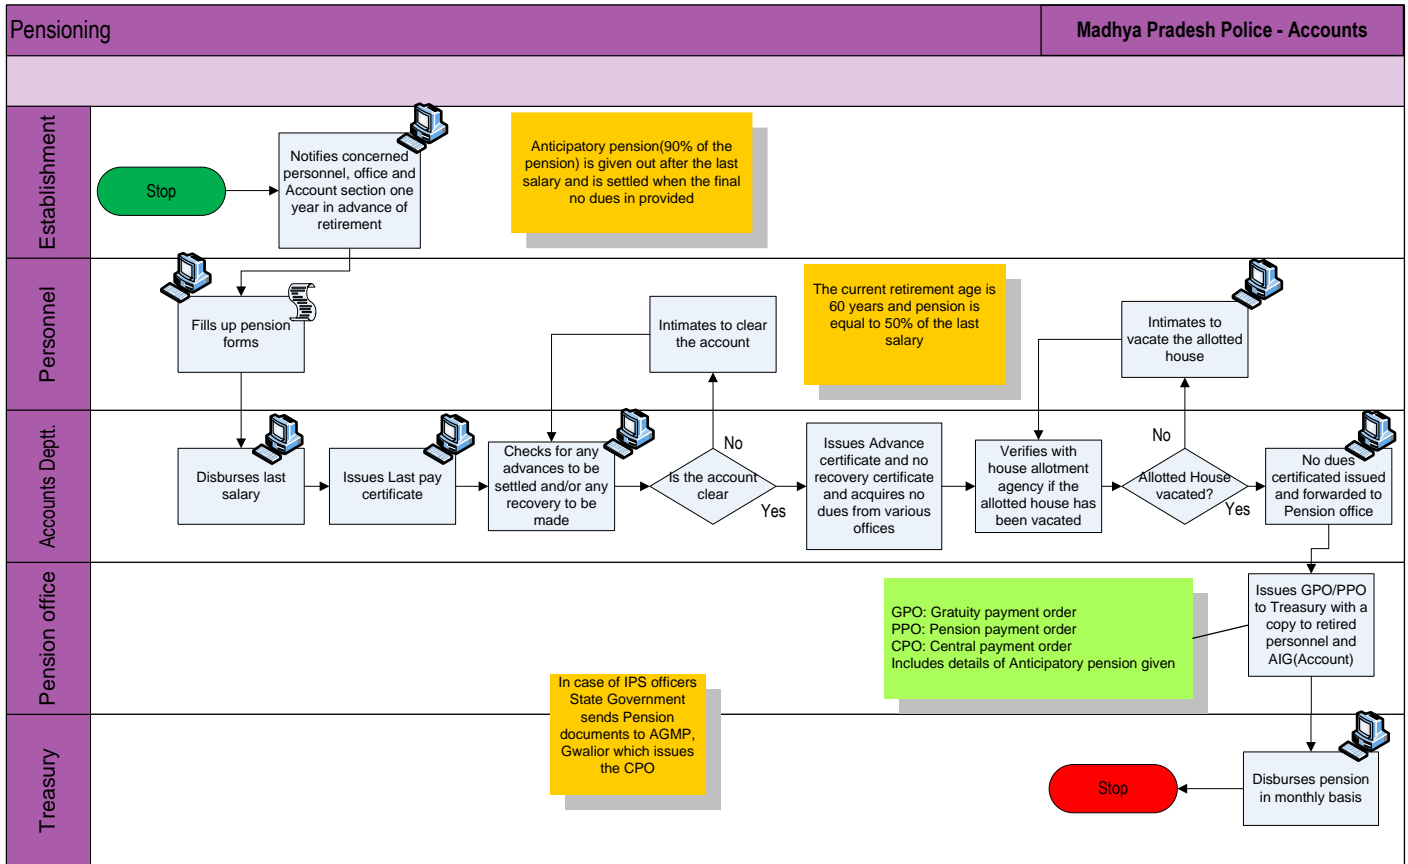 Pensioning
Madhya Pradesh Police - Accounts
Establishment
Stop
Notifies concerned
personnel, office and
Account section one
year in advance of
retirement
Anticipatory pension(90% of the
pension) is given out after the last
salary and is settled when the final
no dues in provided
Personnel
Fills up pension
forms
Intimates to clear
the account
The current retirement age is
60 years and pension is
equal to 50% of the last
salary
Intimates to
vacate the allotted
house
Accounts Deptt.
Disburses last
salary
Issues Last pay
certificate
Checks for any
advances to be
settled and/or any
recovery to be
made
No
Is the account
clear
Yes
Issues Advance
certificate and no
recovery certificate
and acquires no
dues from various
offices
Verifies with
house allotment
agency if the
allotted house has
been vacated
No
Allotted House
vacated?
Yes
No dues
certificated issued
and forwarded to
Pension office
Pension office
GPO: Gratuity payment order
PPO: Pension payment order
CPO: Central payment order
Includes details of Anticipatory pension given
Issues GPO/PPO
to Treasury with a
copy to retired
personnel and
AIG(Account)
In case of IPS officers
State Government
sends Pension
documents to AGMP,
Gwalior which issues
the CPO
Treasury
Stop
Disburses pension
in monthly basis